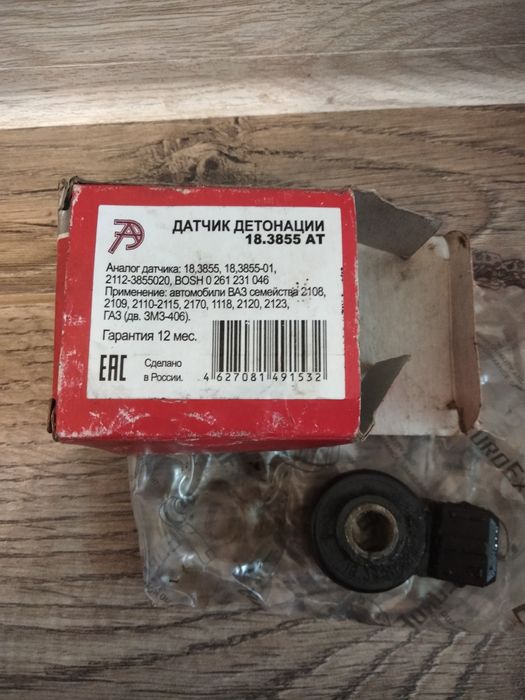 ДАТЧИК ДЕТОНАЦИИ
18.3855 АТ
Аналог датчика: 18,3855, 18,3855-01,
2112-3855020, BOSH 0 261 231 046
Применение: автомобили ВАЗ семейства 2108,
2109, 2110-2115, 2170, 1118, 2120, 2123,
ГАЗ (дв. ЗМЗ-406).
Гарантия 12 мес.
ЕАС
Сделано
в России.
4 627081 491532